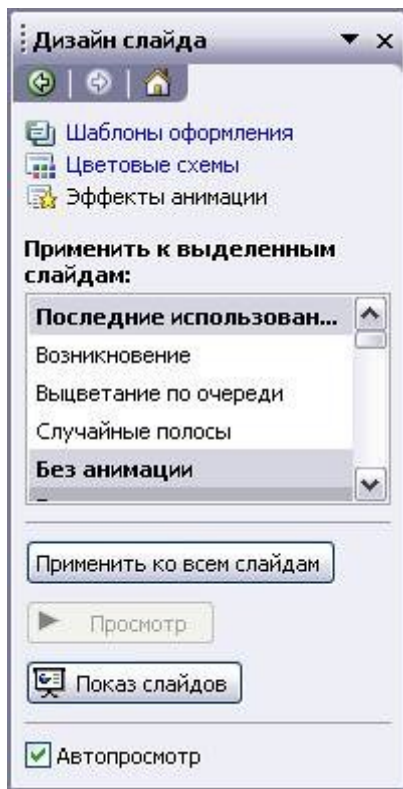 Дизайн слайда
Шаблоны оформления
Цветовые схемы
Эффекты анимации
Применить к выделенным
слайдам:
Последние использован...
Возникновение
Выцветание по очереди
Случайные полосы
Без анимации
Применить ко всем слайдам
Просмотр
Показ слайдов
Автопросмотр